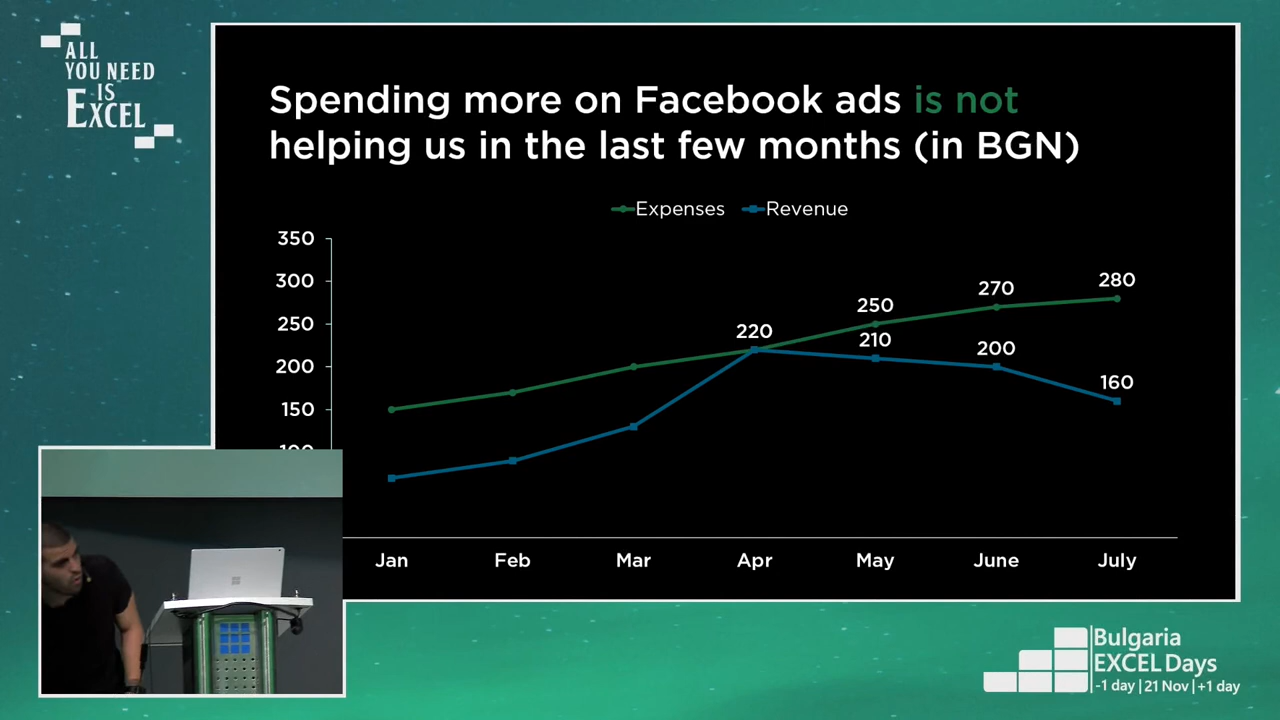 ALL
YOU NEED
IS
EXCEL
Spending more on Facebook ads is not
helping us in the last few months (in BGN)
Expenses Revenue
350
300
250
200
150
220
250
210
270
200
280
160
Jan Feb Mar Apr May June July
Bulgaria
EXCEL Days
-1 day | 21 Nov | +1 day